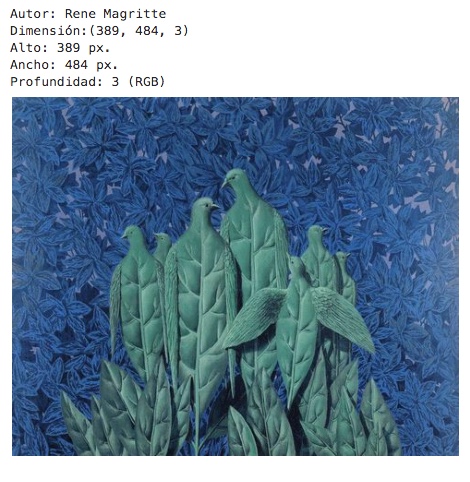 Autor: Rene Magritte
Dimensión:(389, 484, 3)
Alto: 389 px.
Ancho: 484 px.
Profundidad: 3 (RGB)